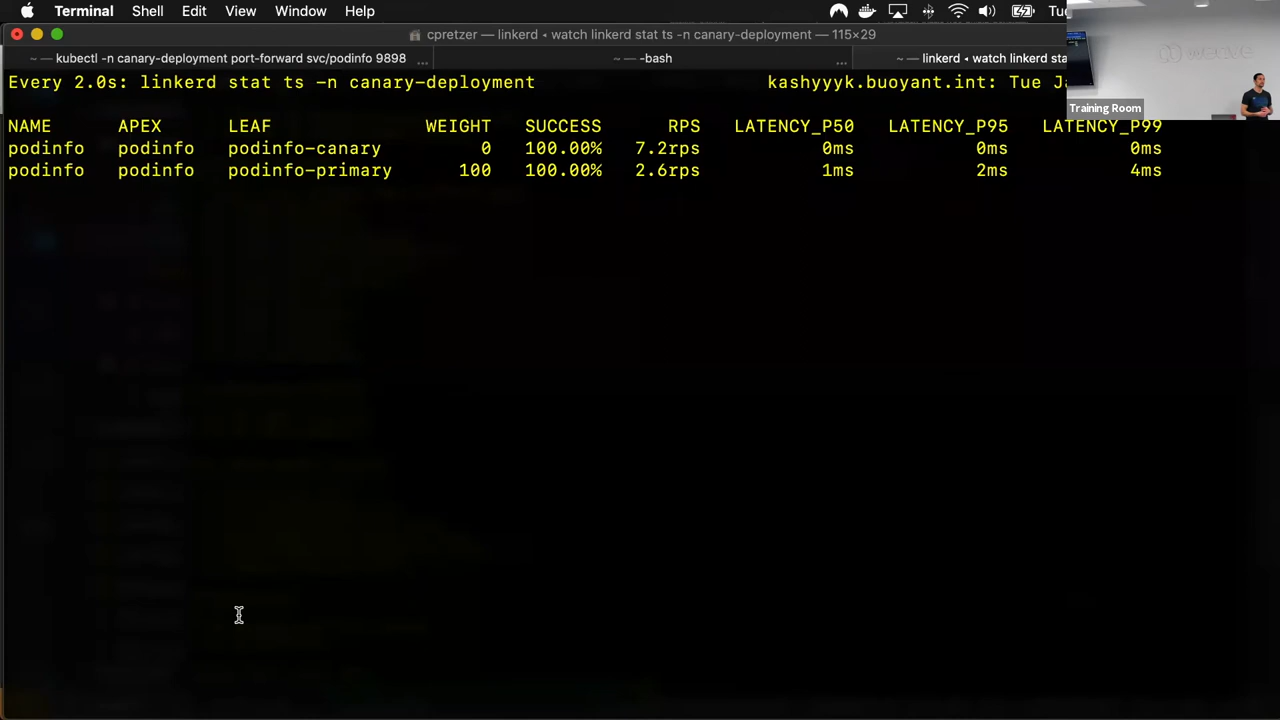 Terminal Shell Edit View Window Help Tue
cpretzer — linkerd ◂ watch linkerd stat ts -n canary-deployment — 115×29
~ — kubectl -n canary-deployment port-forward svc/podinfo 9898 ... ~ — -bash ... ~ — linkerd ◂ watch linkerd sta
Every 2.0s: linkerd stat ts -n canary-deployment kashyyyk.buoyant.int: Tue Ja
weave
Training Room
NAME APEX LEAF WEIGHT SUCCESS RPS LATENCY_P50 LATENCY_P95 LATENCY_P99
podinfo podinfo podinfo-canary 0 100.00% 7.2rps 0ms 0ms 0ms
podinfo podinfo podinfo-primary 100 100.00% 2.6rps 1ms 2ms 4ms